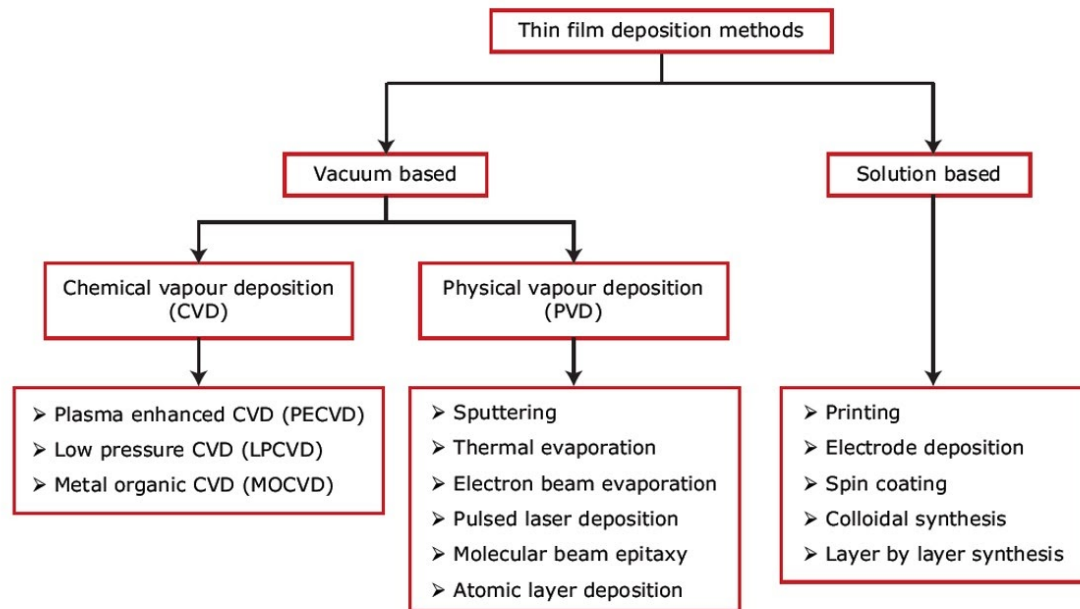 Thin film deposition methods
Vacuum based
Solution based
Chemical vapour deposition
(CVD)
Physical vapour deposition
(PVD)
➢ Plasma enhanced CVD (PECVD)
➢ Low pressure CVD (LPCVD)
➢ Metal organic CVD (MOCVD)
➢ Sputtering
➢ Thermal evaporation
➢ Electron beam evaporation
➢ Pulsed laser deposition
➢ Molecular beam epitaxy
➢ Atomic layer deposition
➢ Printing
➢ Electrode deposition
➢ Spin coating
➢ Colloidal synthesis
➢ Layer by layer synthesis